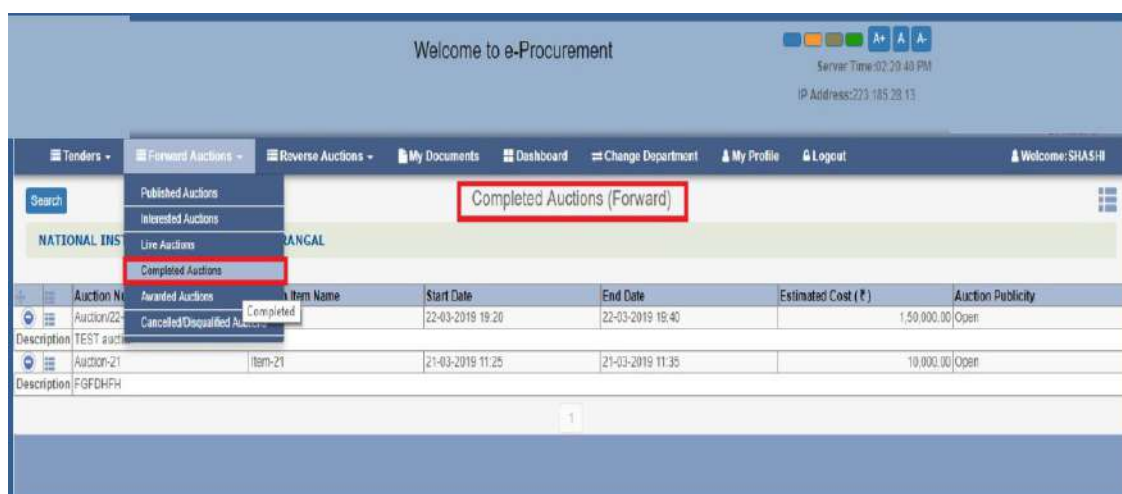 Welcome to e-Procurement
A+ A A-
Server Time:02:29:40 PM
IP Address:223.185.28.13
Tenders Forward Auctions Reverse Auctions My Documents Dashboard Change Department My Profile Logout Welcome:SHASHI
Search
Completed Auctions (Forward)
Published Auctions
Interested Auctions
NATIONAL INST RANGAL
Live Auctions
Completed Auctions
Auction N Item Name Start Date End Date Estimated Cost (₹) Auction Publicity
Awarded Auctions
Completed
Auction/22- 22-03-2019 19:20 22-03-2019 19:40 1,50,000.00 Open
Cancelled/Disqualified Auctions
Description TEST aucti
Auction-21 Item-21 21-03-2019 11:25 21-03-2019 11:35 10,000.00 Open
Description FGFDHFH
1